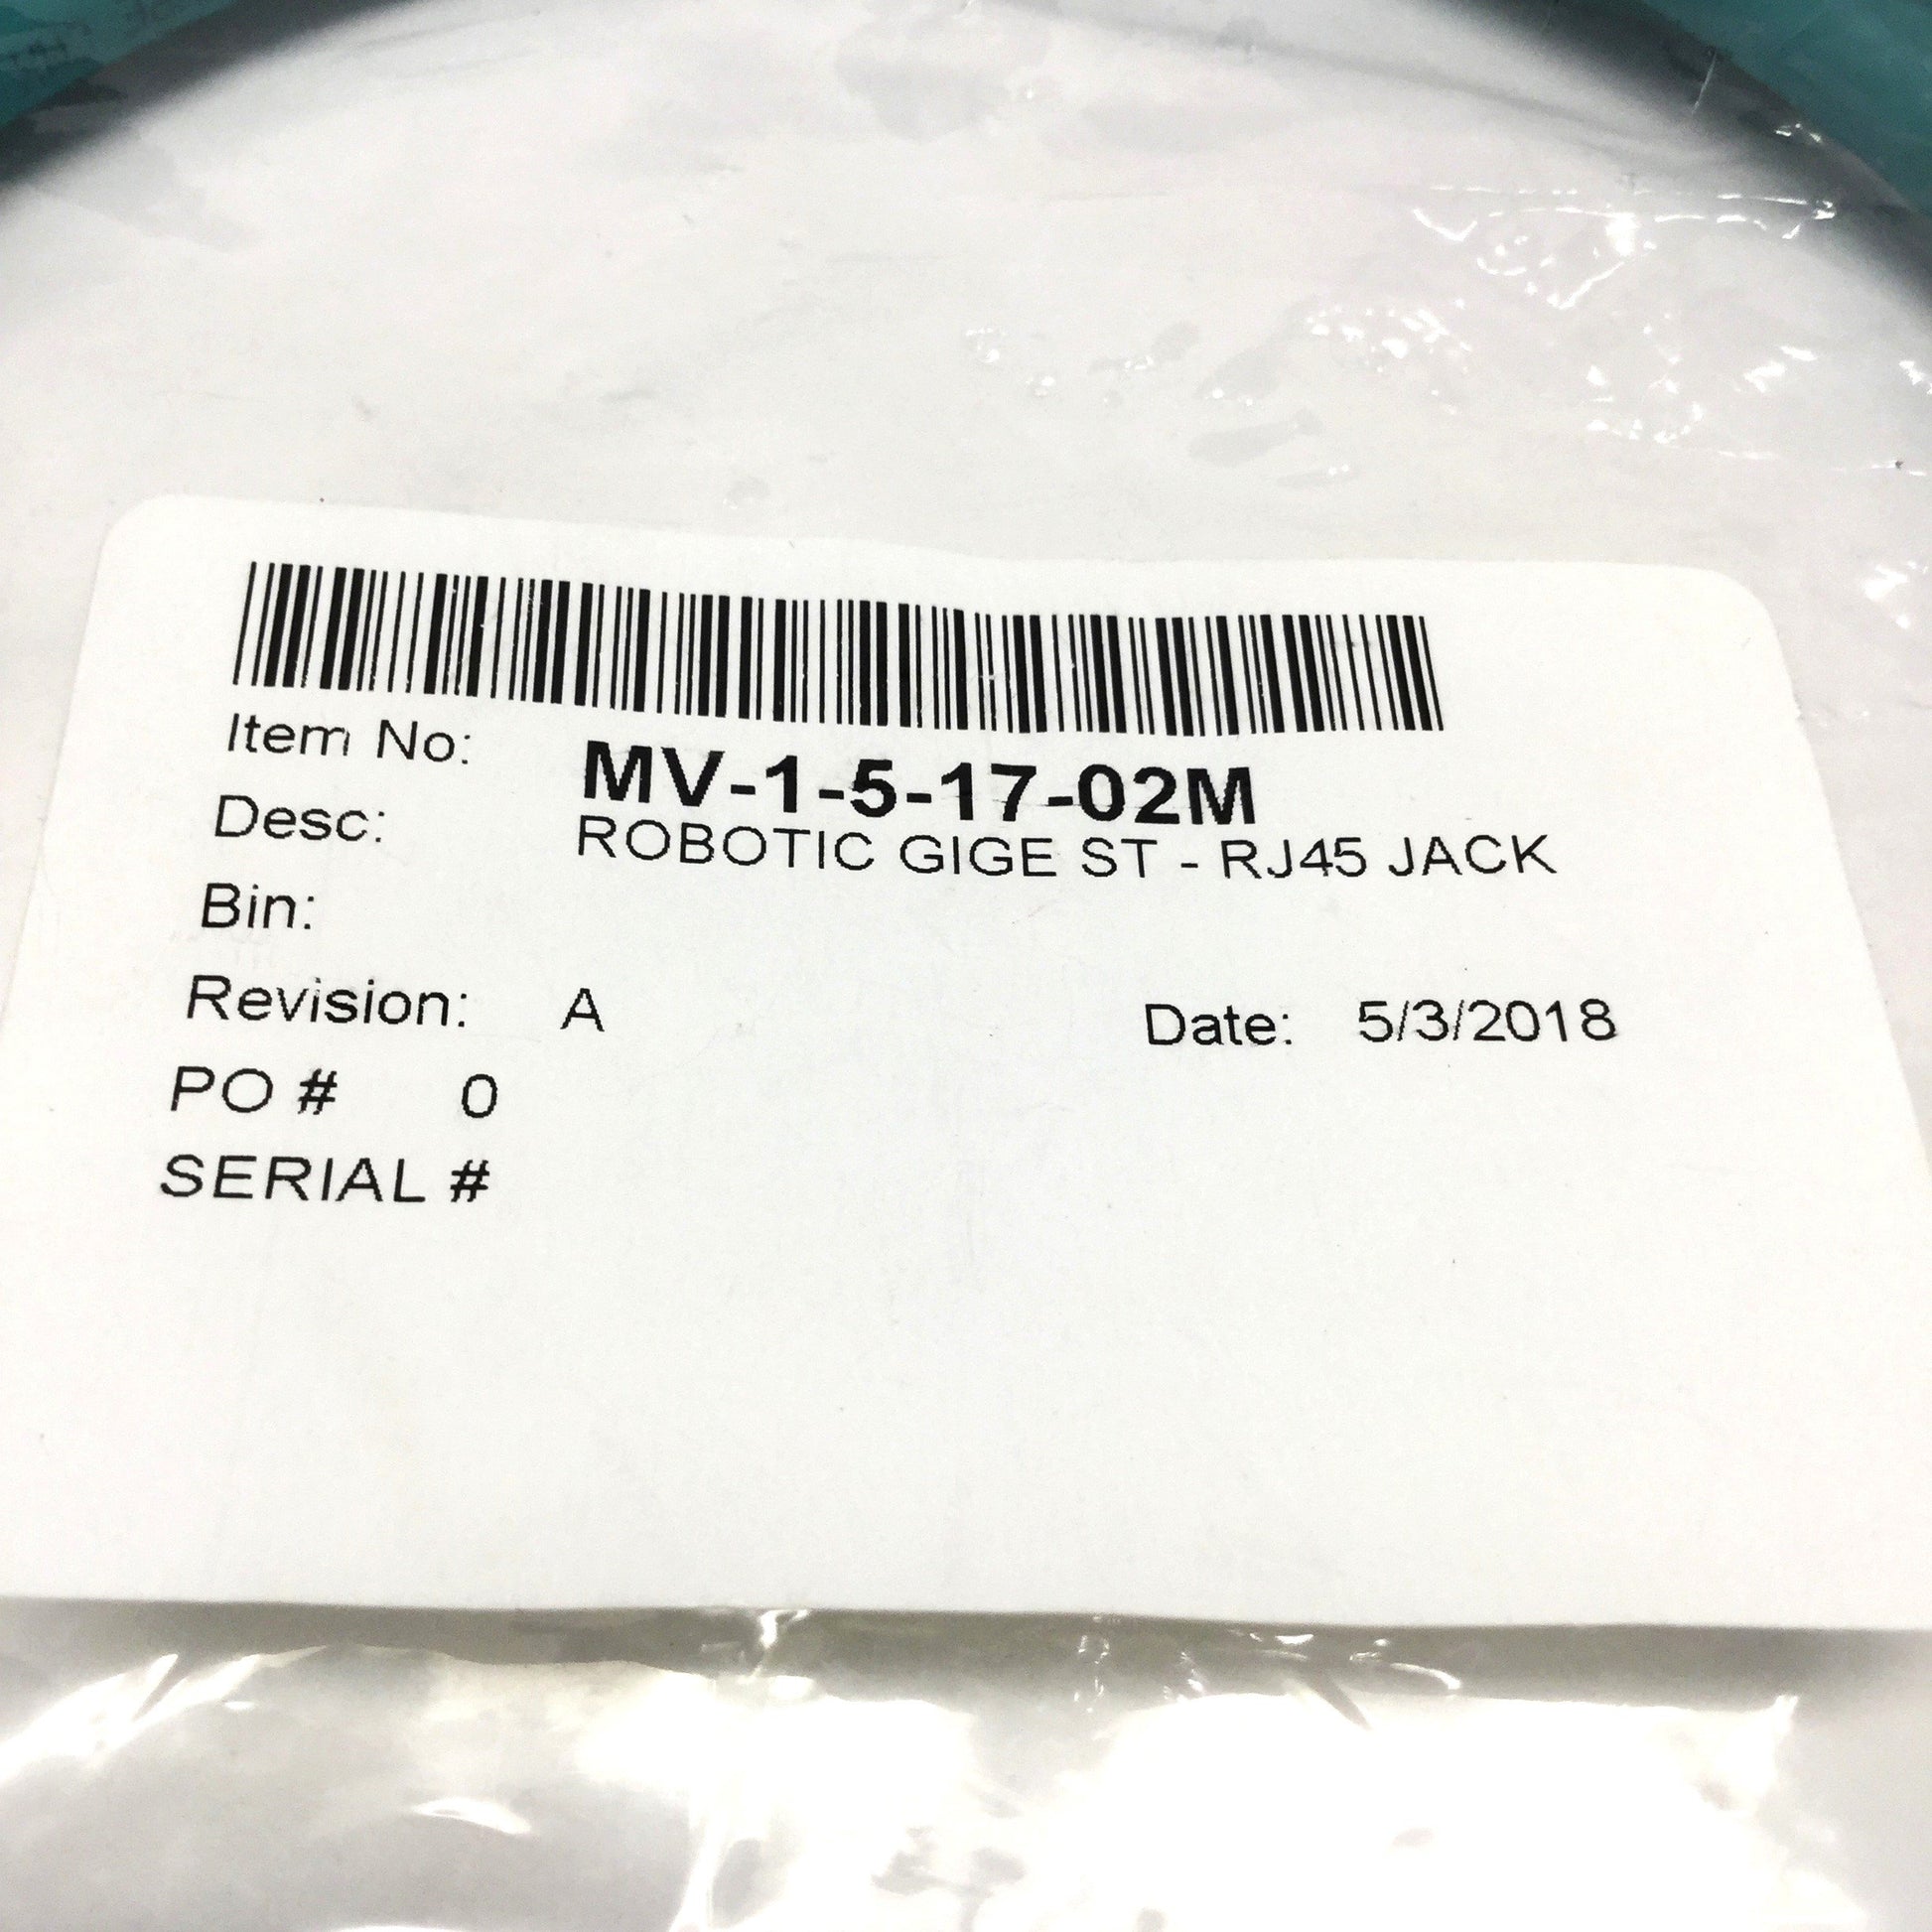 Item No: MV-1-5-17-02M
Desc: ROBOTIC GIGE ST - RJ45 JACK
Bin:
Revision: A Date: 5/3/2018
PO # 0
SERIAL #